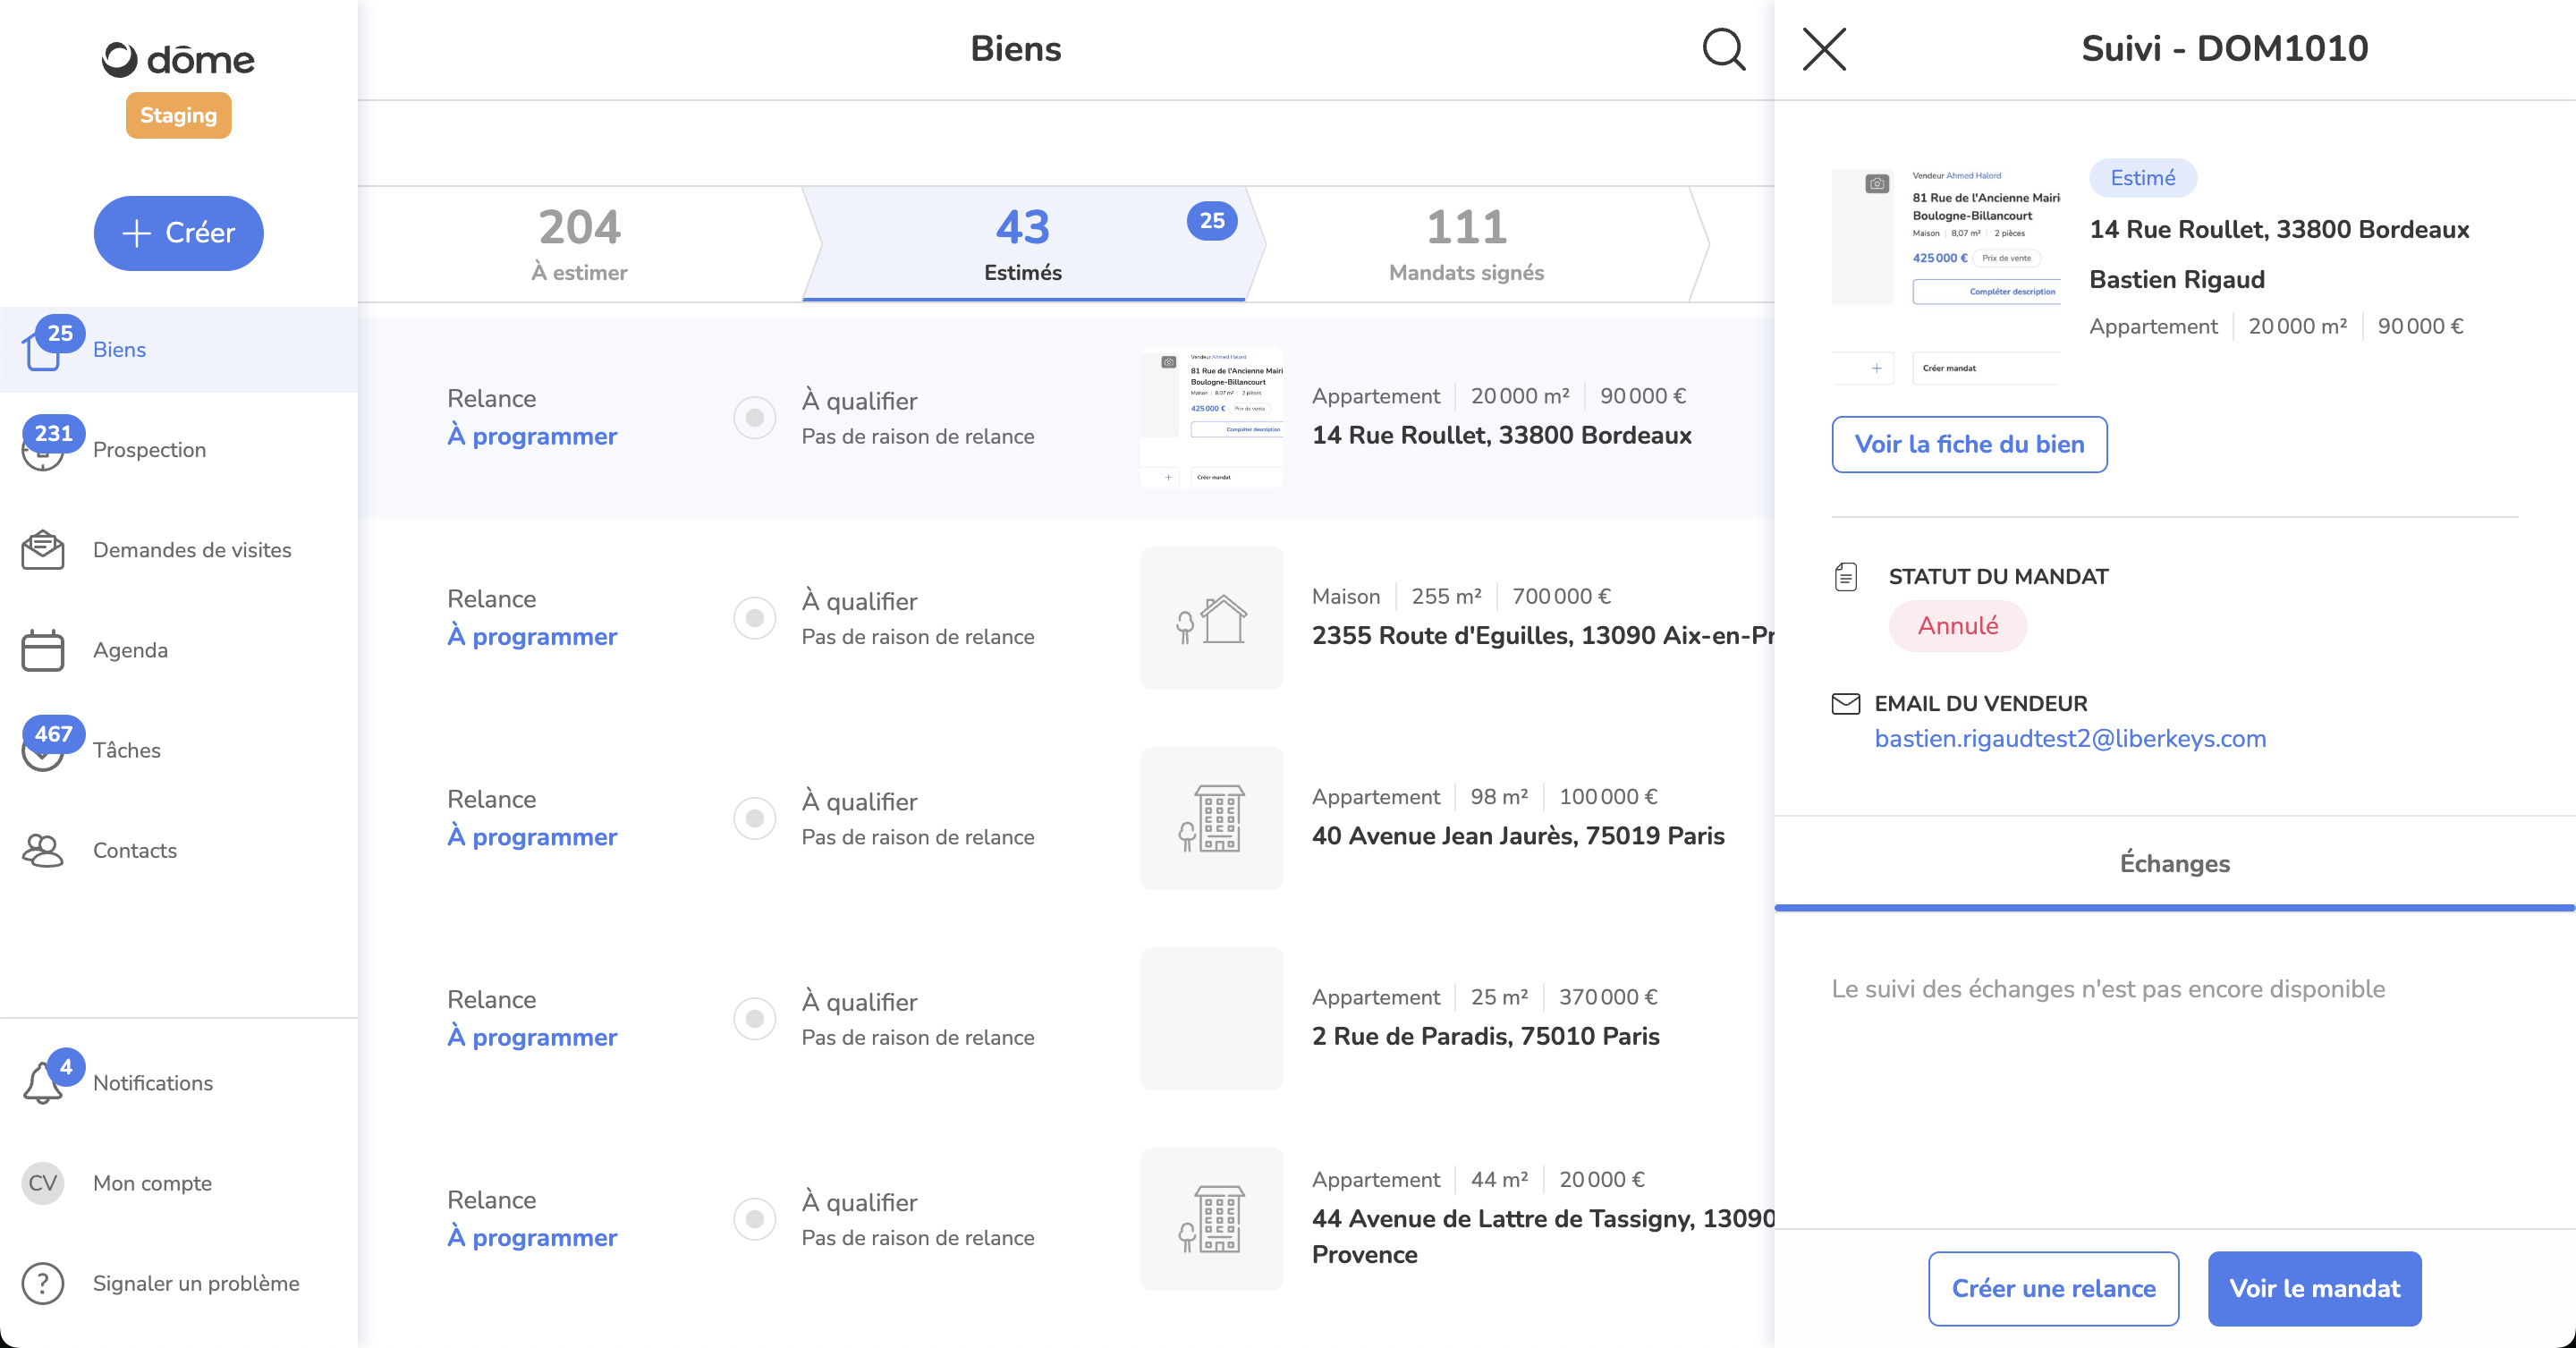 dōme
Staging
Créer
25
Biens
231
Prospection
Demandes de visites
Agenda
467
Tâches
Contacts
4
Notifications
CV
Mon compte
?
Signaler un problème
Biens
204
À estimer
43
Estimés
25
111
Mandats signés
Relance
À programmer
À qualifier
Pas de raison de relance
Vendeur Ahmed Halord
81 Rue de l'Ancienne Mairi
Boulogne-Billancourt
Maison 8,07 m² 2 pièces
425 000 € Prix de vente
Compléter description
+ Créer mandat
Appartement 20 000 m² 90 000 €
14 Rue Roullet, 33800 Bordeaux
Relance
À programmer
À qualifier
Pas de raison de relance
Maison 255 m² 700 000 €
2355 Route d'Eguilles, 13090 Aix-en-Pr
Relance
À programmer
À qualifier
Pas de raison de relance
Appartement 98 m² 100 000 €
40 Avenue Jean Jaurès, 75019 Paris
Relance
À programmer
À qualifier
Pas de raison de relance
Appartement 25 m² 370 000 €
2 Rue de Paradis, 75010 Paris
Relance
À programmer
À qualifier
Pas de raison de relance
Appartement 44 m² 20 000 €
44 Avenue de Lattre de Tassigny, 13090
Provence
Suivi - DOM1010
Vendeur Ahmed Halord
81 Rue de l'Ancienne Mairi
Boulogne-Billancourt
Maison 8,07 m² 2 pièces
425 000 € Prix de vente
Compléter description
+ Créer mandat
Estimé
14 Rue Roullet, 33800 Bordeaux
Bastien Rigaud
Appartement 20 000 m² 90 000 €
Voir la fiche du bien
STATUT DU MANDAT
Annulé
EMAIL DU VENDEUR
bastien.rigaudtest2@liberkeys.com
Échanges
Le suivi des échanges n'est pas encore disponible
Créer une relance
Voir le mandat